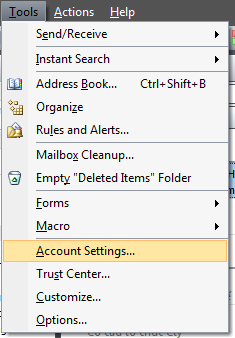 Tools Actions Help
Send/Receive
Instant Search
Address Book... Ctrl+Shift+B
Organize
Rules and Alerts...
Mailbox Cleanup...
Empty "Deleted Items" Folder
Forms
Macro
Account Settings...
Trust Center...
Customize...
Options...